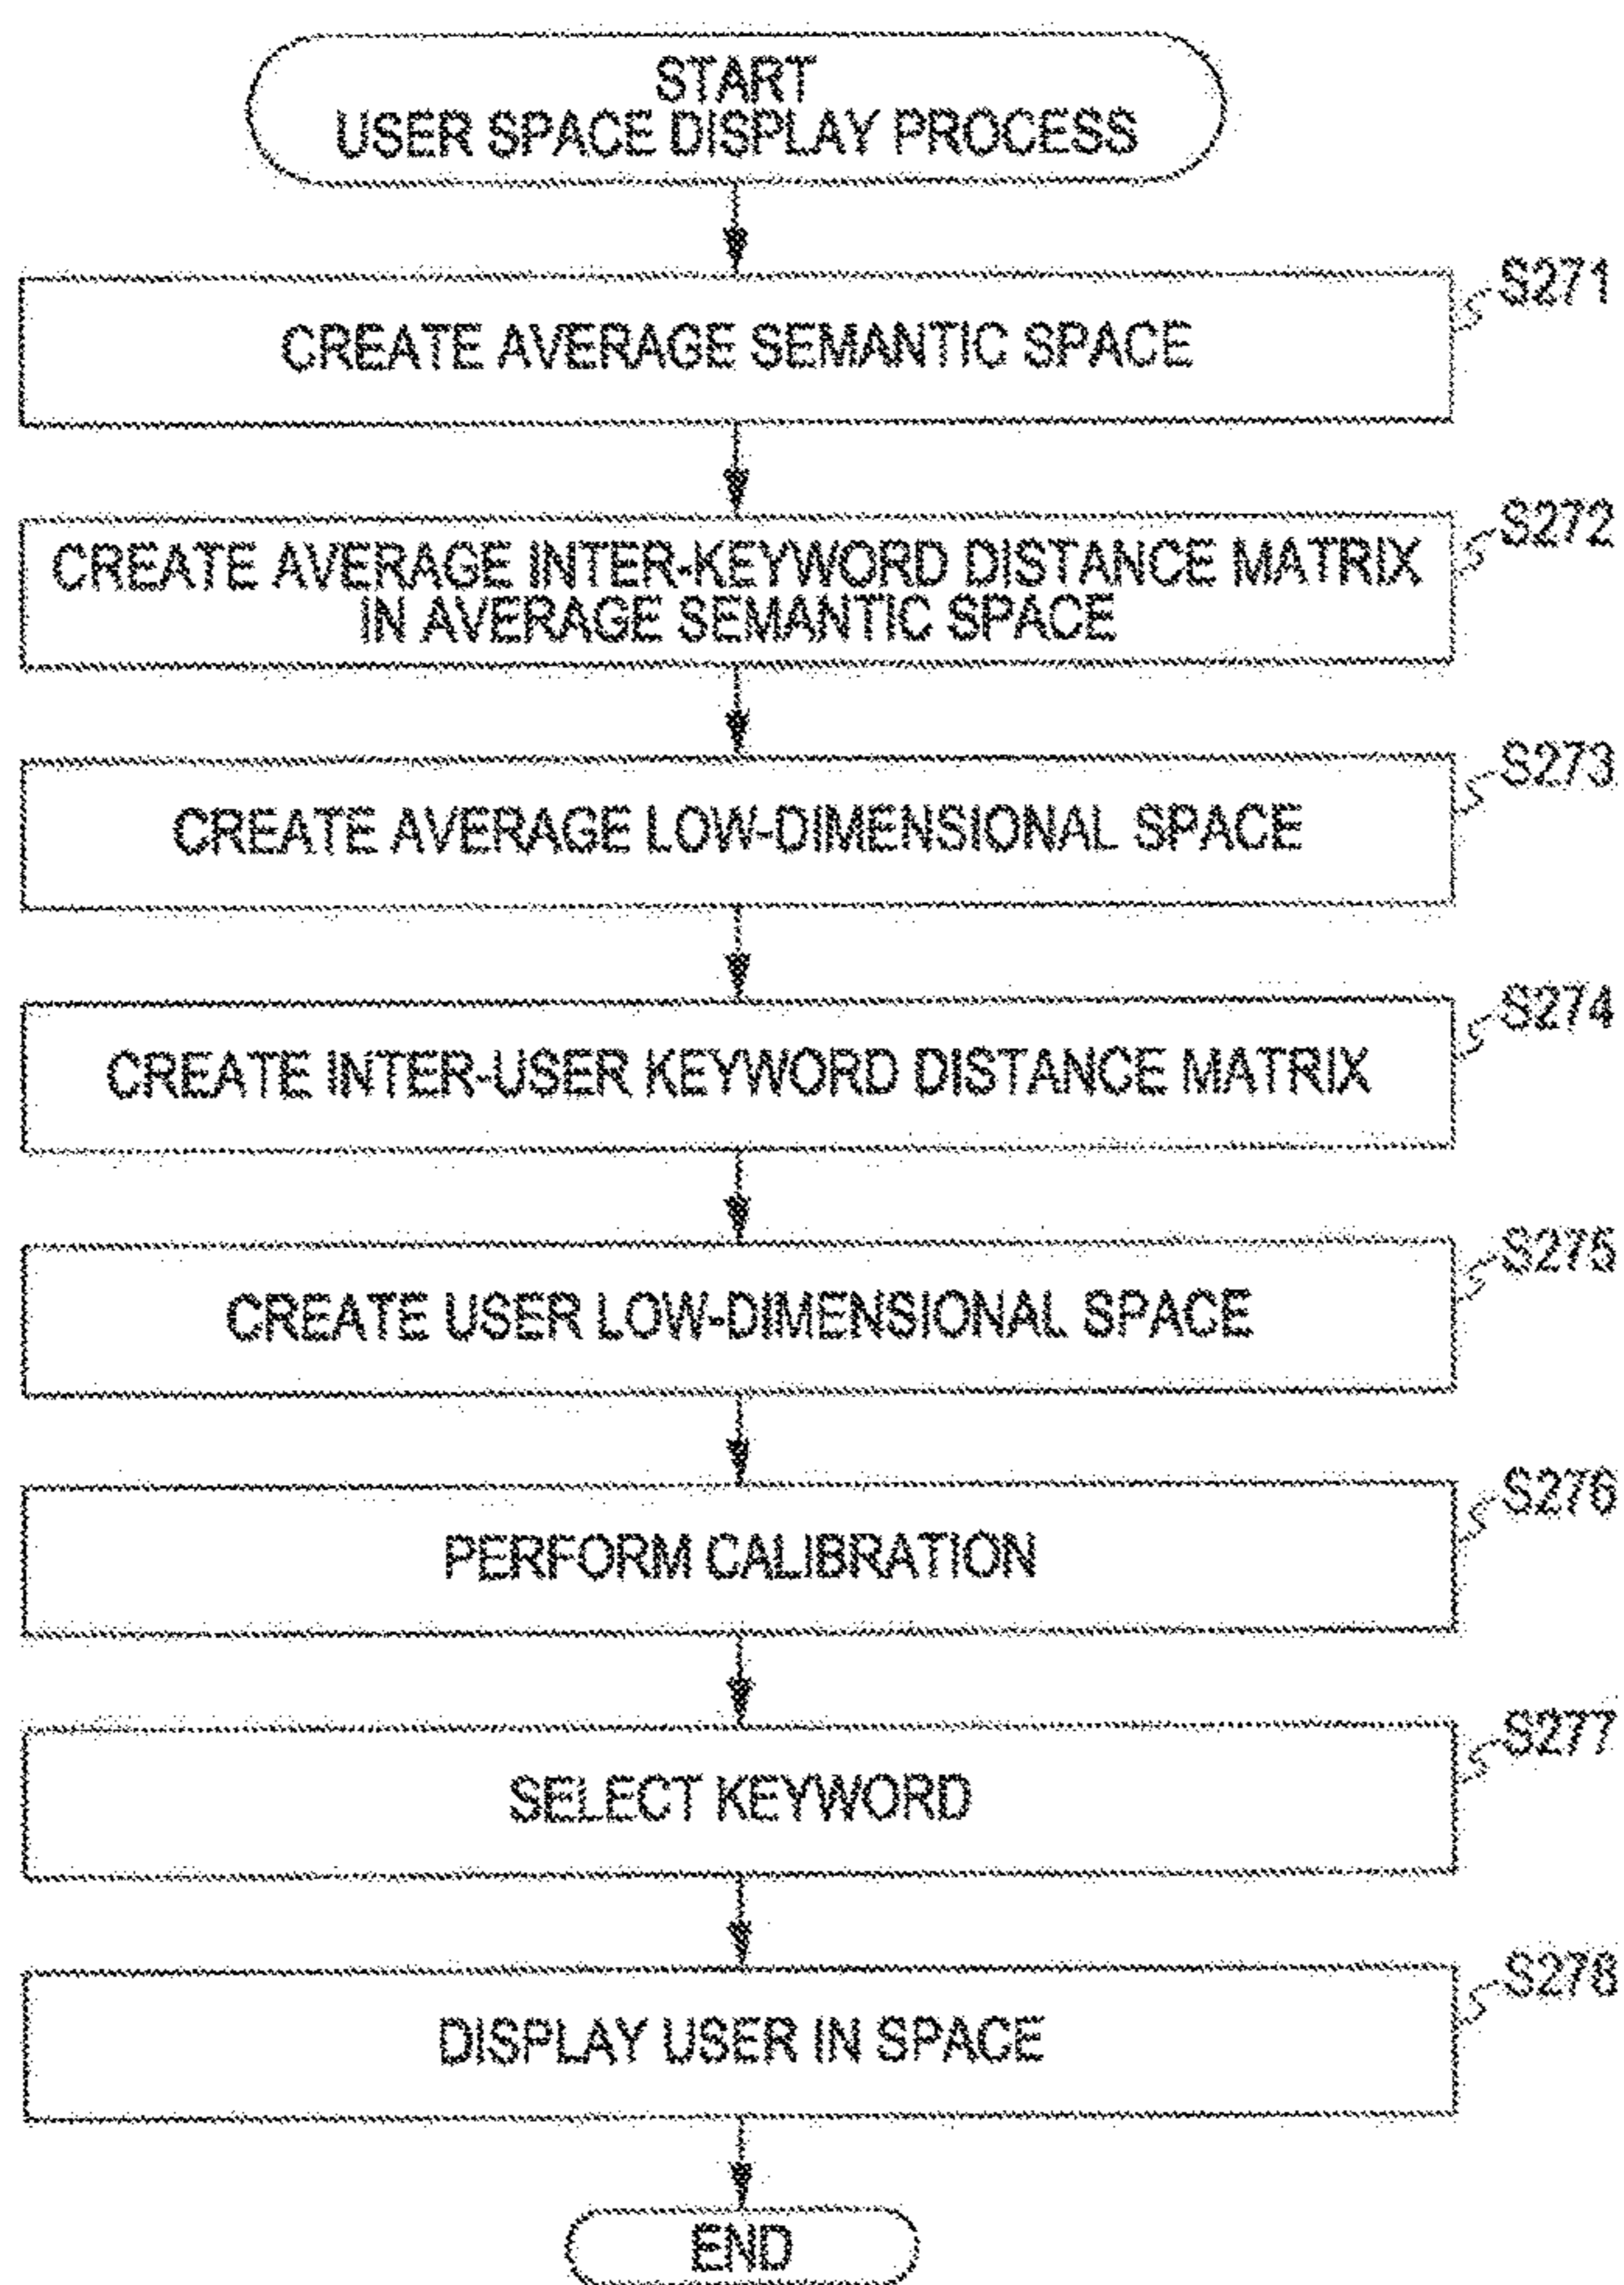 START
USER SPACE DISPLAY PROCESS
S271
CREATE AVERAGE SEMANTIC SPACE
S272
CREATE AVERAGE INTER-KEYWORD DISTANCE MATRIX
IN AVERAGE SEMANTIC SPACE
S273
CREATE AVERAGE LOW-DIMENSIONAL SPACE
S274
CREATE INTER-USER KEYWORD DISTANCE MATRIX
S275
CREATE USER LOW-DIMENSIONAL SPACE
S276
PERFORM CALIBRATION
S277
SELECT KEYWORD
S278
DISPLAY USER IN SPACE
END